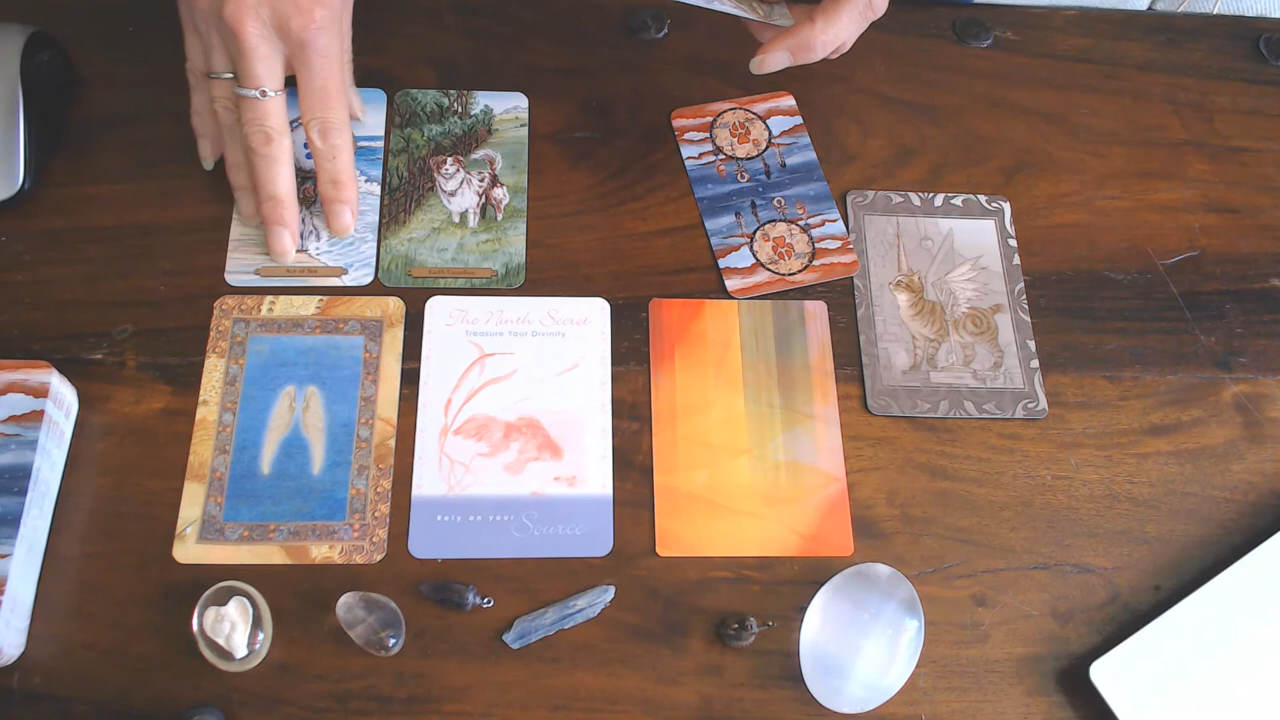 Ace of Sea
Earth Guardian
The Ninth Secret
Treasure Your Divinity
Rely on your Source